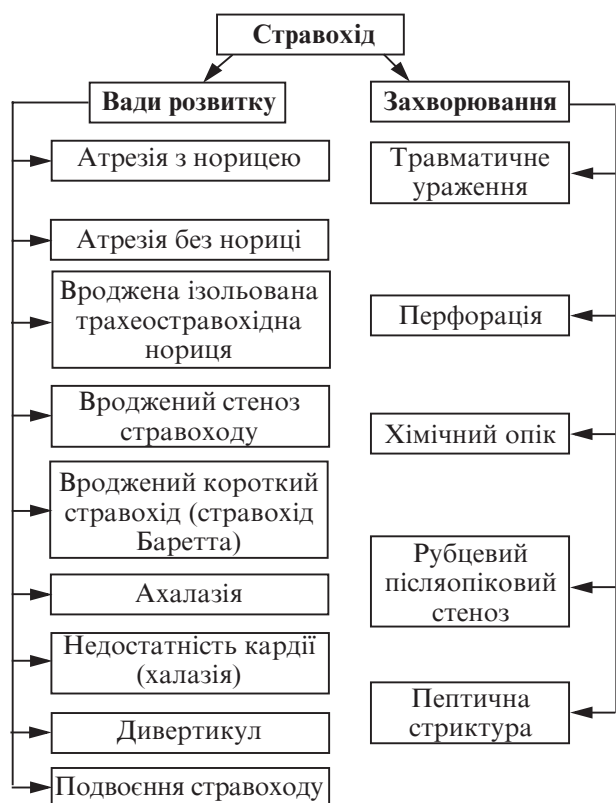 Стравохід
Вади розвитку
Атрезія з норицею
Атрезія без нориці
Вроджена ізольована
трахеостравохідна
нориця
Вроджений стеноз
стравоходу
Вроджений короткий
стравохід (стравохід
Баретта)
Ахалазія
Недостатність кардії
(халазія)
Дивертикул
Подвоєння стравоходу
Захворювання
Травматичне
ураження
Перфорація
Хімічний опік
Рубцевий
післяопіковий
стеноз
Пептична
стриктура